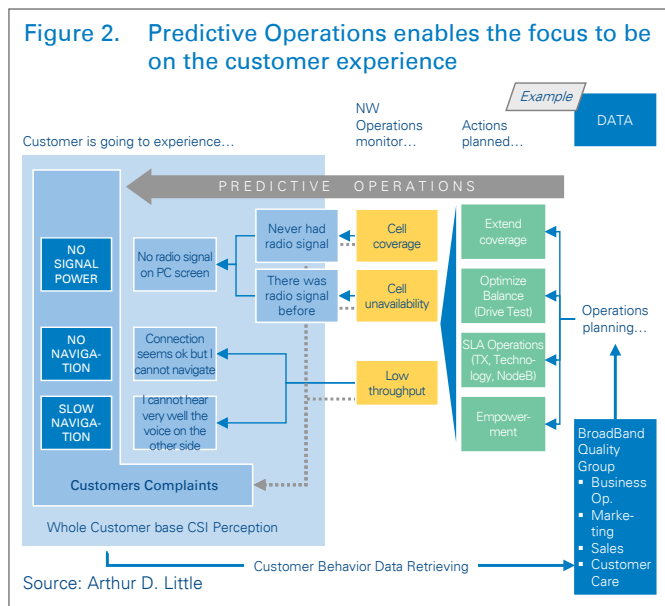 Figure 2. Predictive Operations enables the focus to be
on the customer experience
Example
DATA
Customer is going to experience…
NW
Operations
monitor…
Actions
planned…
PREDICTIVE OPERATIONS
NO
SIGNAL
POWER
No radio signal
on PC screen
Never had
radio signal
There was
radio signal
before
Cell
coverage
Cell
unavailability
Extend
coverage
Optimize
Balance
(Drive Test)
Operations
planning…
NO
NAVIGA-
TION
Connection
seems ok but I
cannot navigate
Low
throughput
SLA Operations
(TX, Techno-
logy, NodeB)
SLOW
NAVIGA-
TION
I cannot hear
very well the
voice on the
other side
Empower-
ment
BroadBand
Quality
Group
▪ Business
Op.
▪ Marke-
ting
▪ Sales
▪ Customer
Care
Customers Complaints
Whole Customer base CSI Perception
Customer Behavior Data Retrieving
Source: Arthur D. Little